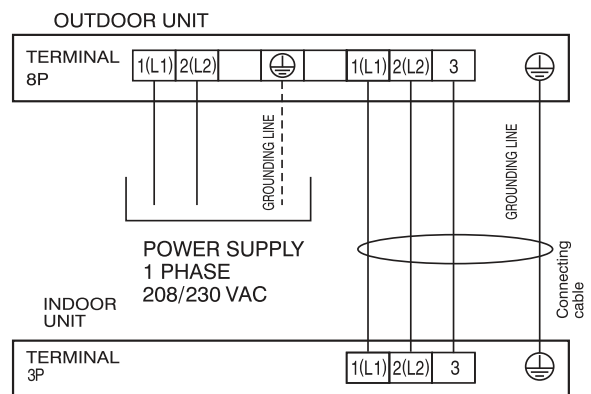 OUTDOOR UNIT
TERMINAL
8P
1(L1) 2(L2) 1(L1) 2(L2) 3
GROUNDING LINE
GROUNDING LINE
POWER SUPPLY
1 PHASE
208/230 VAC
Connecting
cable
INDOOR
UNIT
TERMINAL
3P
1(L1) 2(L2) 3